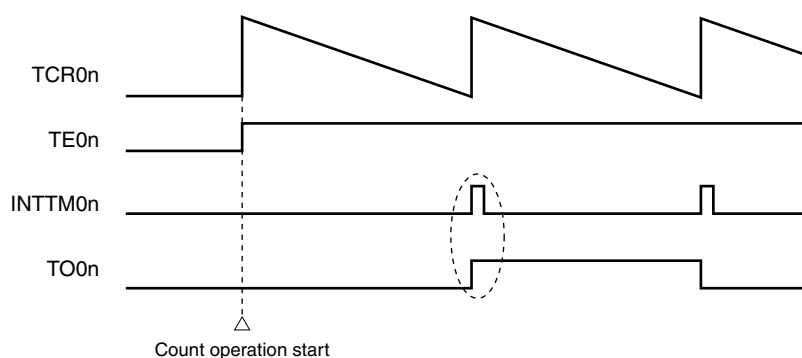 TCR0n
TE0n
INTTM0n
TO0n
Count operation start